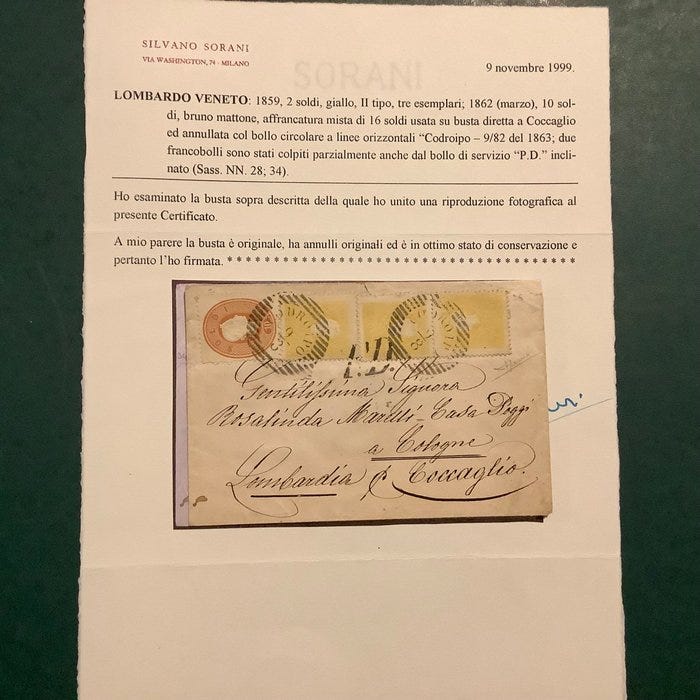 SILVANO SORANI
VIA WASHINGTON, 74 - MILANO
SORANI
9 novembre 1999.
LOMBARDO VENETO: 1859, 2 soldi, giallo, II tipo, tre esemplari; 1862 (marzo), 10 sol-
di, bruno mattone, affrancatura mista di 16 soldi usata su busta diretta a Coccaglio
ed annullata col bollo circolare a linee orizzontali “Codroipo – 9/82 del 1863; due
francobolli sono stati colpiti parzialmente anche dal bollo di servizio “P.D.” incli-
nato (Sass. NN. 28; 34).
Ho esaminato la busta sopra descritta della quale ho unito una riproduzione fotografica al
presente Certificato.
A mio parere la busta è originale, ha annulli originali ed è in ottimo stato di conservazione e
pertanto l'ho firmata. * * * * * * * * * * * * * * * * * * * * * * * * * * * * * * * * * * * *
P.D.
Gentilissima Signora
Rosalinda Marelli-Casa Poggi
a Cologne
Lombardia p Coccaglio.